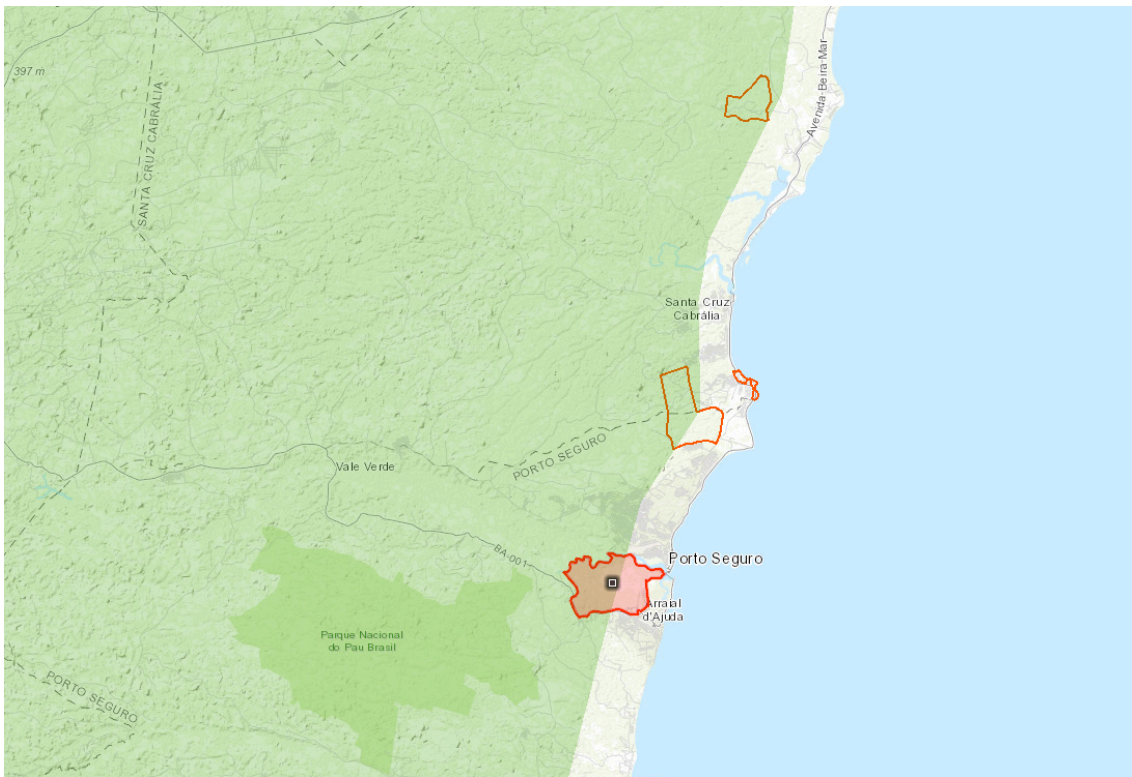 397 m
Avenida Beira Mar
SANTA CRUZ CABRÁLIA
Santa Cruz
Cabrália
PORTO SEGURO
Vale Verde
BA-001
Porto Seguro
Arraial
d'Ajuda
Parque Nacional
do Pau Brasil
PORTO SEGURO